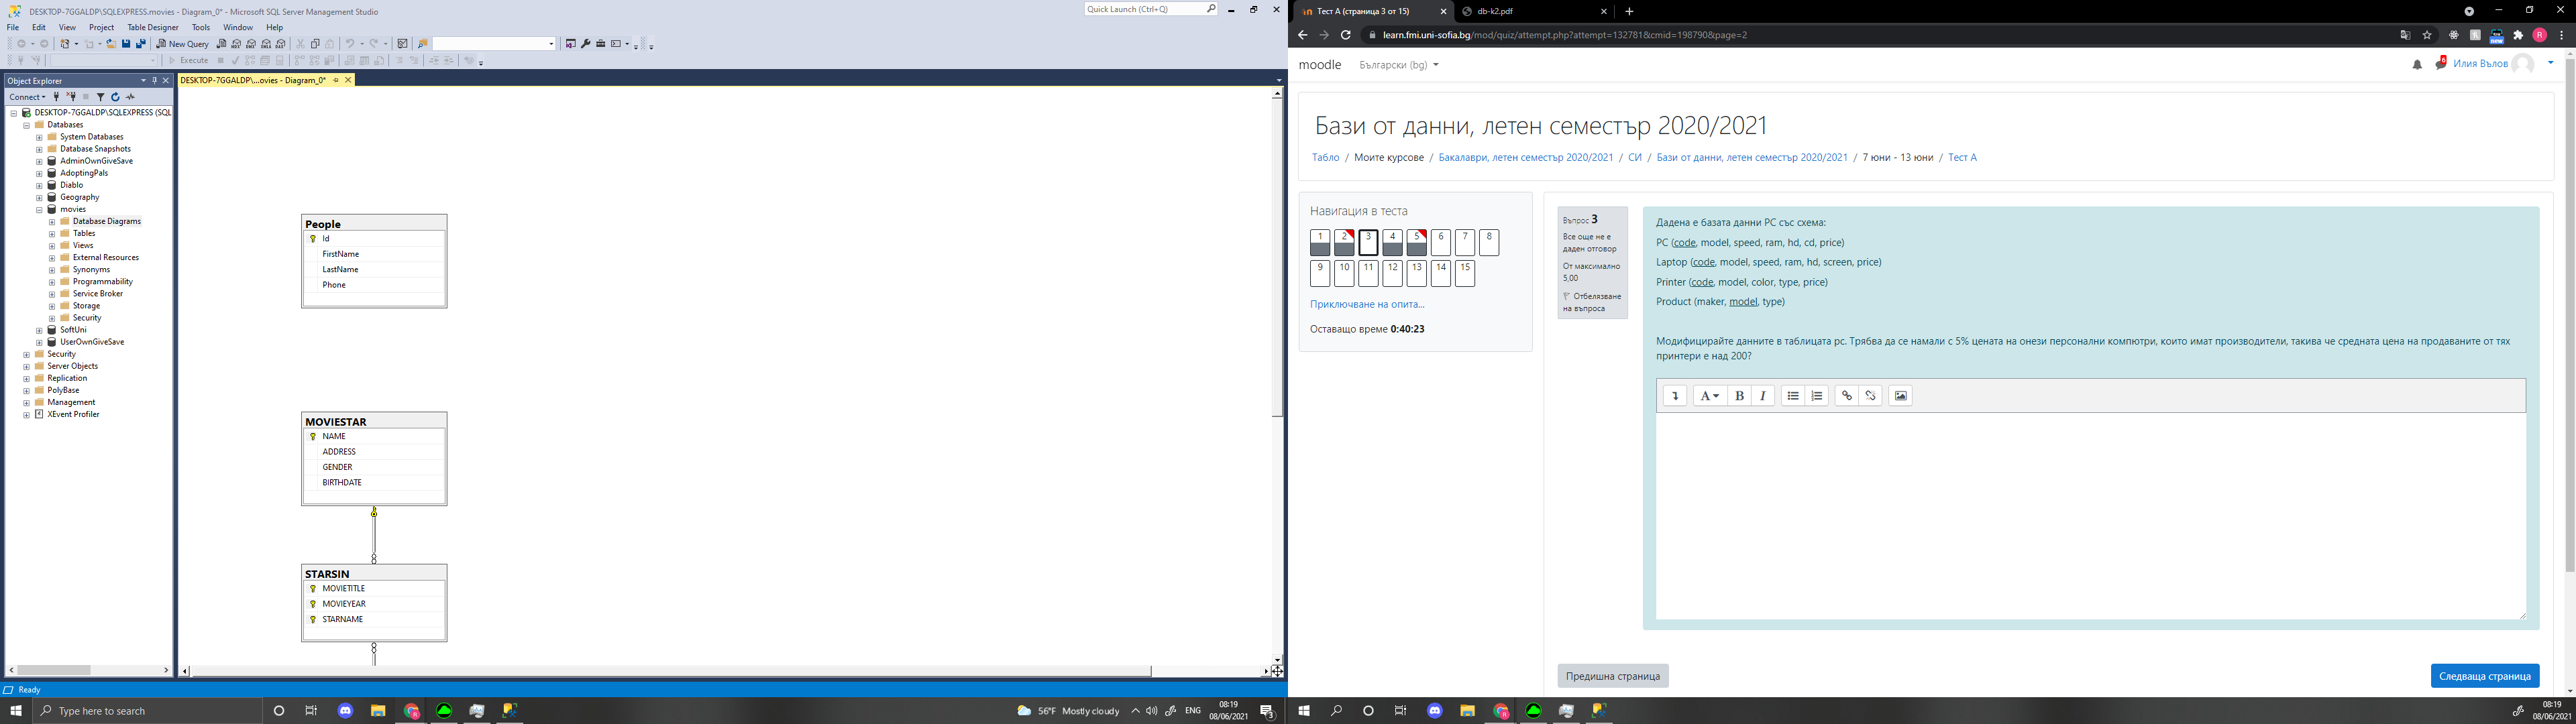 DESKTOP-7GGALDP\SQLEXPRESS.movies - Diagram_0* - Microsoft SQL Server Management Studio
Quick Launch (Ctrl+Q)
File Edit View Project Table Designer Tools Window Help
New Query
Execute
Object Explorer
Connect
DESKTOP-7GGALDP\SQLEXPRESS (SQL
Databases
System Databases
Database Snapshots
AdminOwnGiveSave
AdoptingPals
Diablo
Geography
movies
Database Diagrams
Tables
Views
External Resources
Synonyms
Programmability
Service Broker
Storage
Security
SoftUni
UserOwnGiveSave
Security
Server Objects
Replication
PolyBase
Management
XEvent Profiler
DESKTOP-7GGALDP\...ovies - Diagram_0*
People
Id
FirstName
LastName
Phone
MOVIESTAR
NAME
ADDRESS
GENDER
BIRTHDATE
STARSIN
MOVIETITLE
MOVIEYEAR
STARNAME
Ready
Type here to search
56°F Mostly cloudy
ENG
08:19
08/06/2021
3
Тест А (страница 3 от 15)
db-k2.pdf
learn.fmi.uni-sofia.bg/mod/quiz/attempt.php?attempt=132781&cmid=198790&page=2
new
R
moodle Български (bg)
6
Илия Вълов
Бази от данни, летен семестър 2020/2021
Табло / Моите курсове / Бакалаври, летен семестър 2020/2021 / СИ / Бази от данни, летен семестър 2020/2021 / 7 юни - 13 юни / Тест А
Навигация в теста
1 2 3 4 5 6 7 8
9 10 11 12 13 14 15
Приключване на опита...
Оставащо време 0:40:23
Въпрос 3
Все още не е
даден отговор
От максимално
5,00
Отбелязване
на въпроса
Дадена е базата данни PC със схема:
PC (code, model, speed, ram, hd, cd, price)
Laptop (code, model, speed, ram, hd, screen, price)
Printer (code, model, color, type, price)
Product (maker, model, type)
Модифицирайте данните в таблицата pc. Трябва да се намали с 5% цената на онези персонални компютри, които имат производители, такива че средната цена на продаваните от тях
принтери е над 200?
A B I
Предишна страница
Следваща страница
08:19
08/06/2021